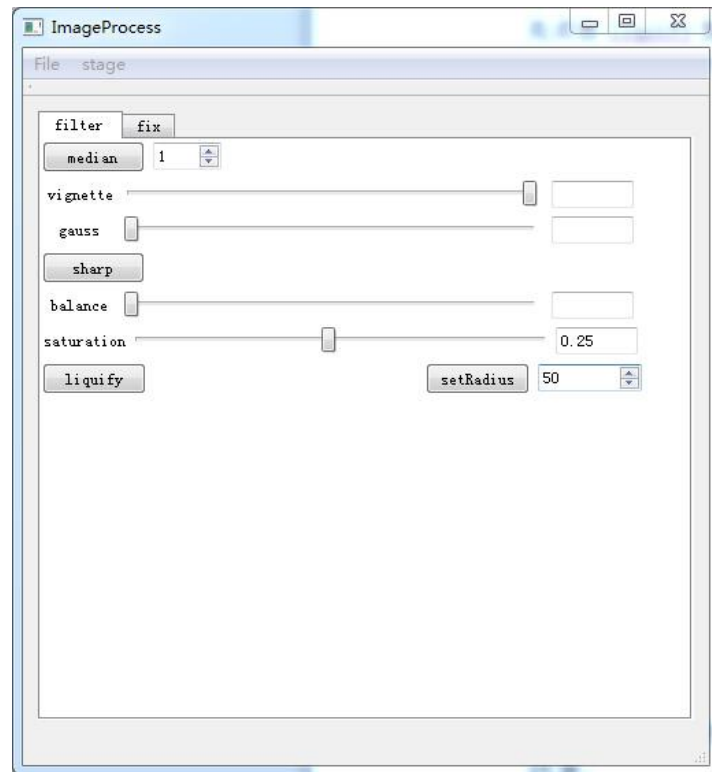 ImageProcess
File stage
filter fix
median 1
vignette
gauss
sharp
balance
saturation 0.25
liquify setRadius 50